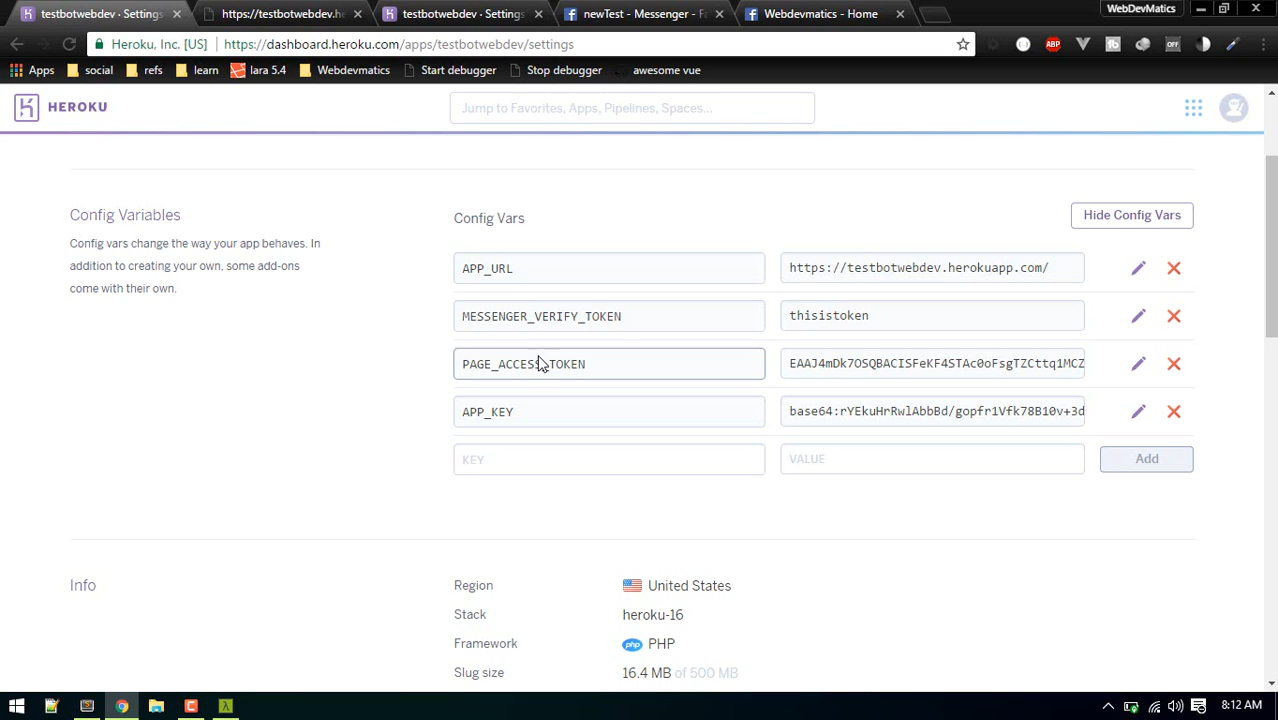 testbotwebdev · Settings
https://testbotwebdev.he
testbotwebdev · Settings
newTest - Messenger - Fa
Webdevmatics - Home
WebDevMatics
Heroku, Inc. [US]
https://dashboard.heroku.com/apps/testbotwebdev/settings
ABP
OFF
Apps
social
refs
learn
lara 5.4
Webdevmatics
Start debugger
Stop debugger
awesome vue
HEROKU
Jump to Favorites, Apps, Pipelines, Spaces...
Config Variables
Config vars change the way your app behaves. In
addition to creating your own, some add-ons
come with their own.
Config Vars
Hide Config Vars
APP_URL
https://testbotwebdev.herokuapp.com/
MESSENGER_VERIFY_TOKEN
thisistoken
PAGE_ACCESS_TOKEN
EAAJ4mDk7OSQBACISFeKF4STAc0oFsgTZCttq1MCZ
APP_KEY
base64:rYEkuHrRwlAbbBd/gopfr1Vfk78B10v+3d
KEY
VALUE
Add
Info
Region
United States
Stack
heroku-16
Framework
php PHP
Slug size
16.4 MB of 500 MB
8:12 AM